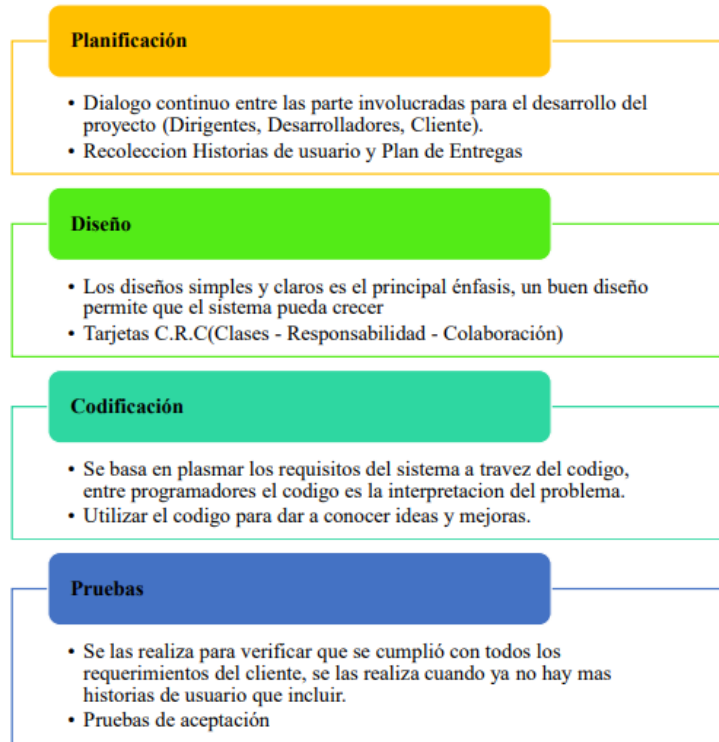 Planificación
• Dialogo continuo entre las parte involucradas para el desarrollo del
proyecto (Dirigentes, Desarrolladores, Cliente).
• Recoleccion Historias de usuario y Plan de Entregas
Diseño
• Los diseños simples y claros es el principal énfasis, un buen diseño
permite que el sistema pueda crecer
• Tarjetas C.R.C(Clases - Responsabilidad - Colaboración)
Codificación
• Se basa en plasmar los requisitos del sistema a travez del codigo,
entre programadores el codigo es la interpretacion del problema.
• Utilizar el codigo para dar a conocer ideas y mejoras.
Pruebas
• Se las realiza para verificar que se cumplió con todos los
requerimientos del cliente, se las realiza cuando ya no hay mas
historias de usuario que incluir.
• Pruebas de aceptación